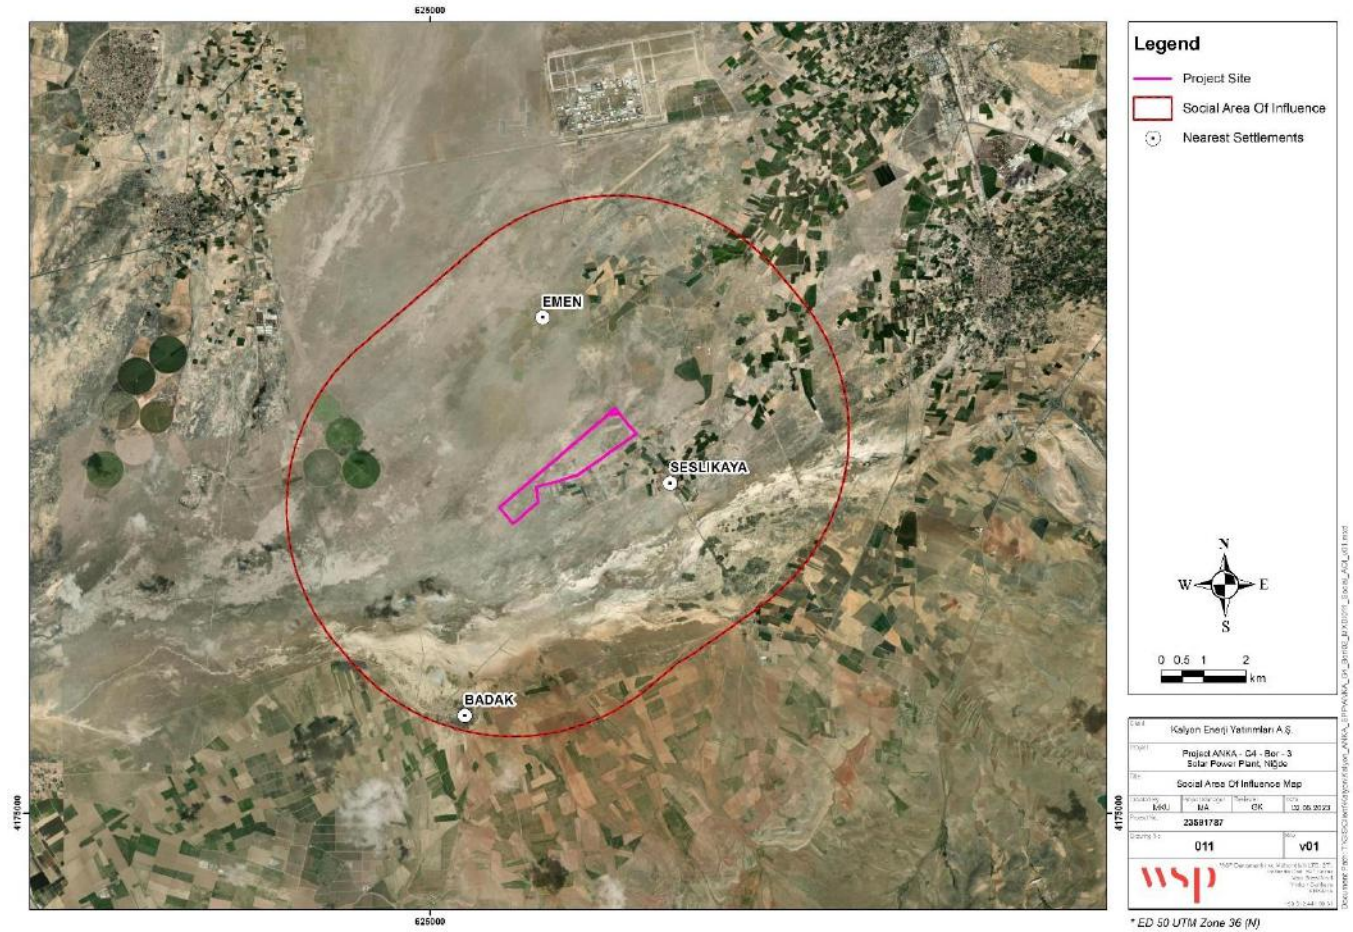 625000
Legend
Project Site
Social Area Of Influence
Nearest Settlements
EMEN
SESLIKAYA
BADAK
N
W E
S
0 0.5 1 2
km
4175000
4175000
Kalyon Enerji Yatırımları A.Ş.
Project ANKA - G4 - Bor - 3
Solar Power Plant, Niğde
Social Area Of Influence Map
MA GK
23591787
011 v01
wsp
625000
* ED 50 UTM Zone 36 (N)